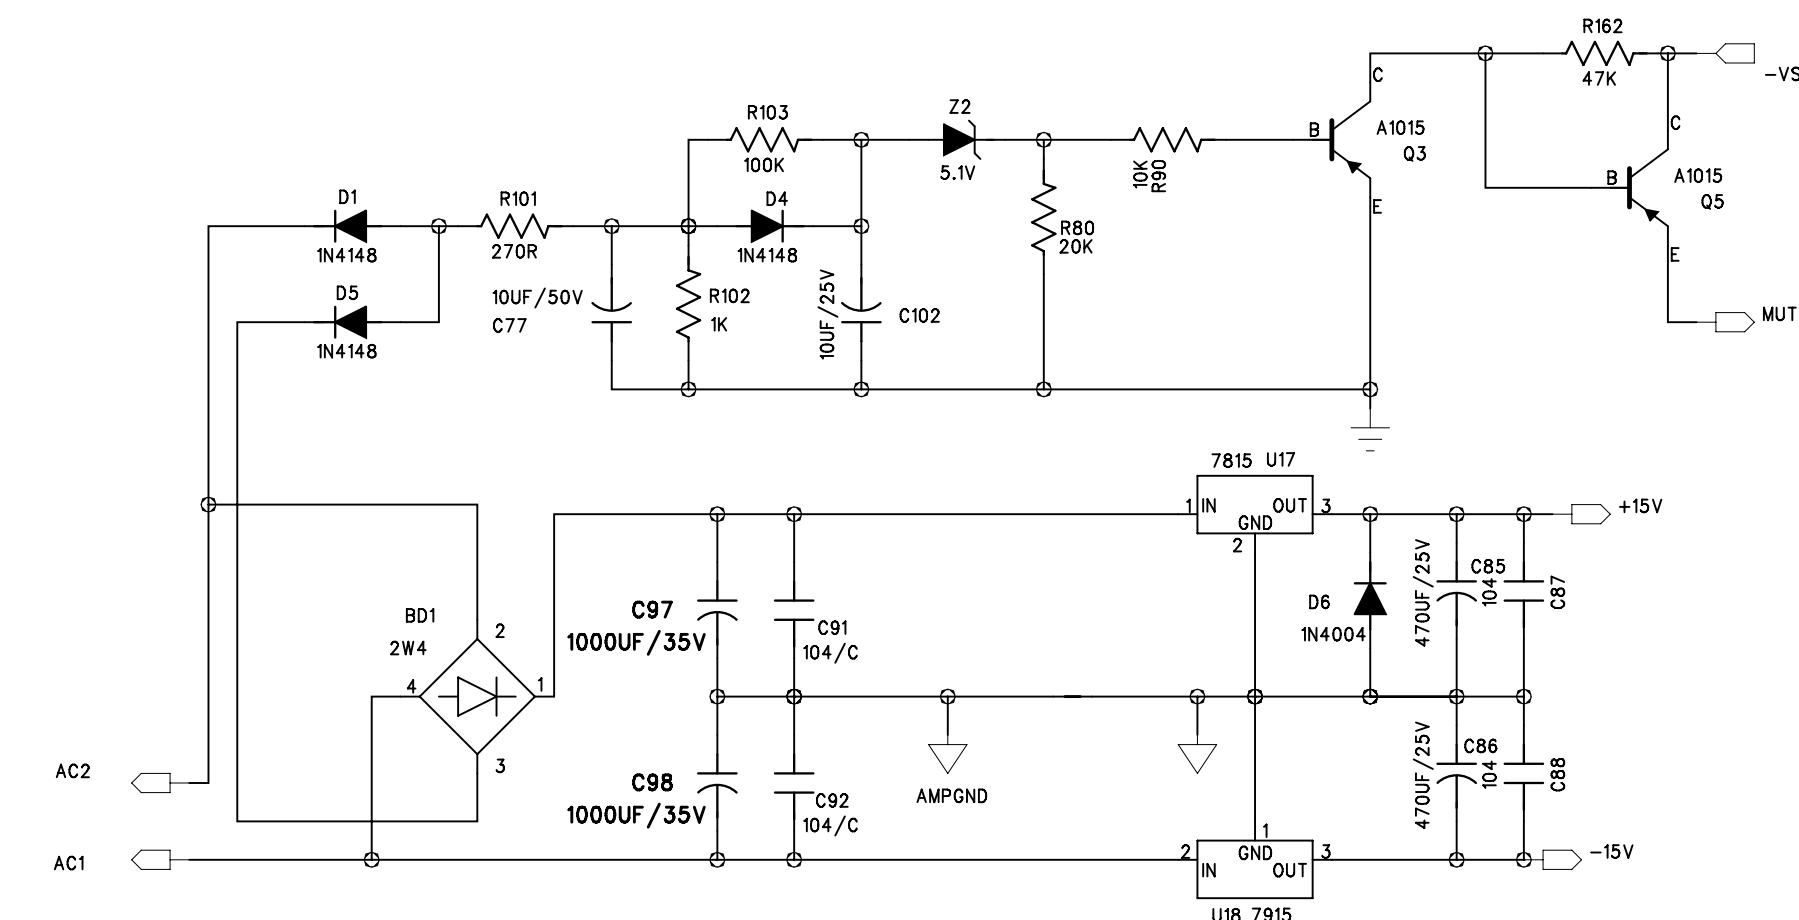 R162
47K
-VS
C
A1015
Q3
B
E
C
A1015
Q5
B
E
MUT
R103
100K
Z2
5.1V
10K
R90
D1
1N4148
R101
270R
D4
1N4148
R80
20K
D5
1N4148
10UF/50V
C77
R102
1K
10UF/25V
C102
7815 U17
1
IN
OUT
3
GND
2
+15V
BD1
2W4
2
4
1
3
C97
1000UF/35V
C91
104/C
D6
1N4004
470UF/25V
C85
104
C87
AC2
C98
1000UF/35V
C92
104/C
AMPGND
470UF/25V
C86
104
C88
AC1
1
2
GND
3
IN
OUT
-15V
U18 7915